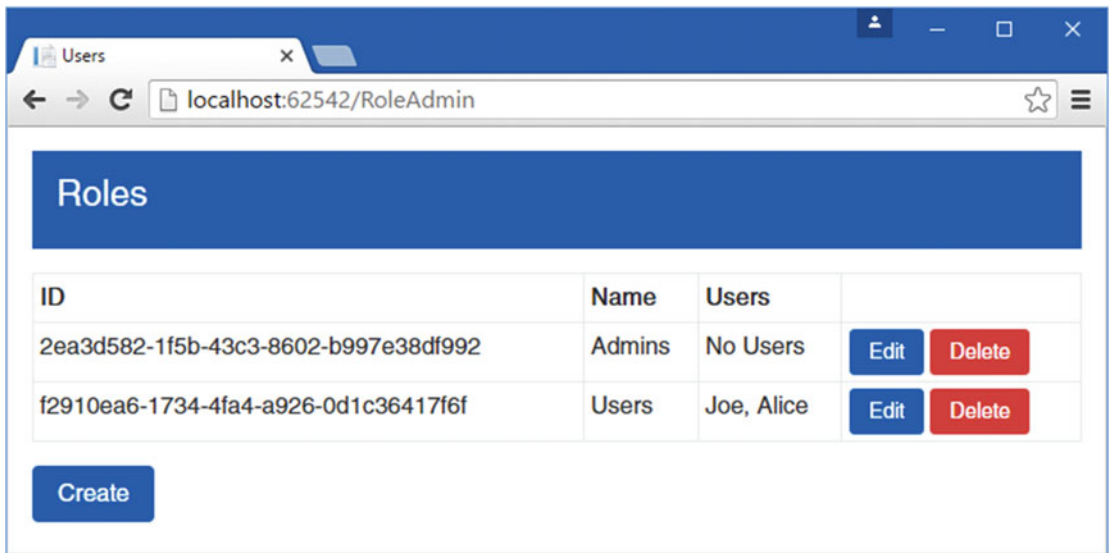 Users
localhost:62542/RoleAdmin
Roles
ID Name Users
2ea3d582-1f5b-43c3-8602-b997e38df992 Admins No Users Edit Delete
f2910ea6-1734-4fa4-a926-0d1c36417f6f Users Joe, Alice Edit Delete
Create